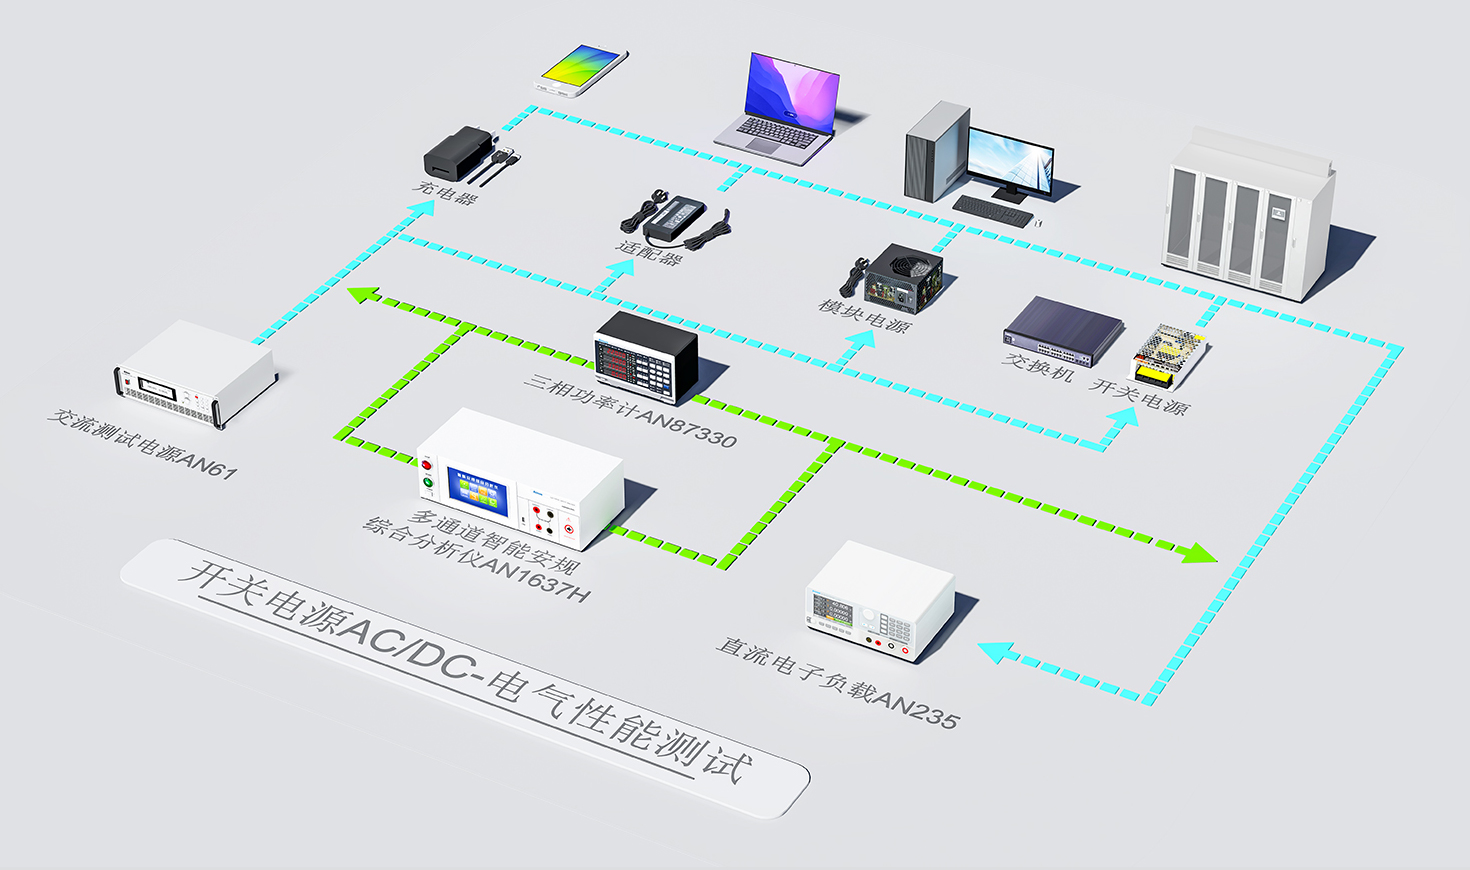 充电器
适配器
模块电源
交换机
开关电源
三相功率计AN87330
交流测试电源AN61
多通道智能安规
综合分析仪AN1637H
直流电子负载AN235
开关电源AC/DC-电气性能测试